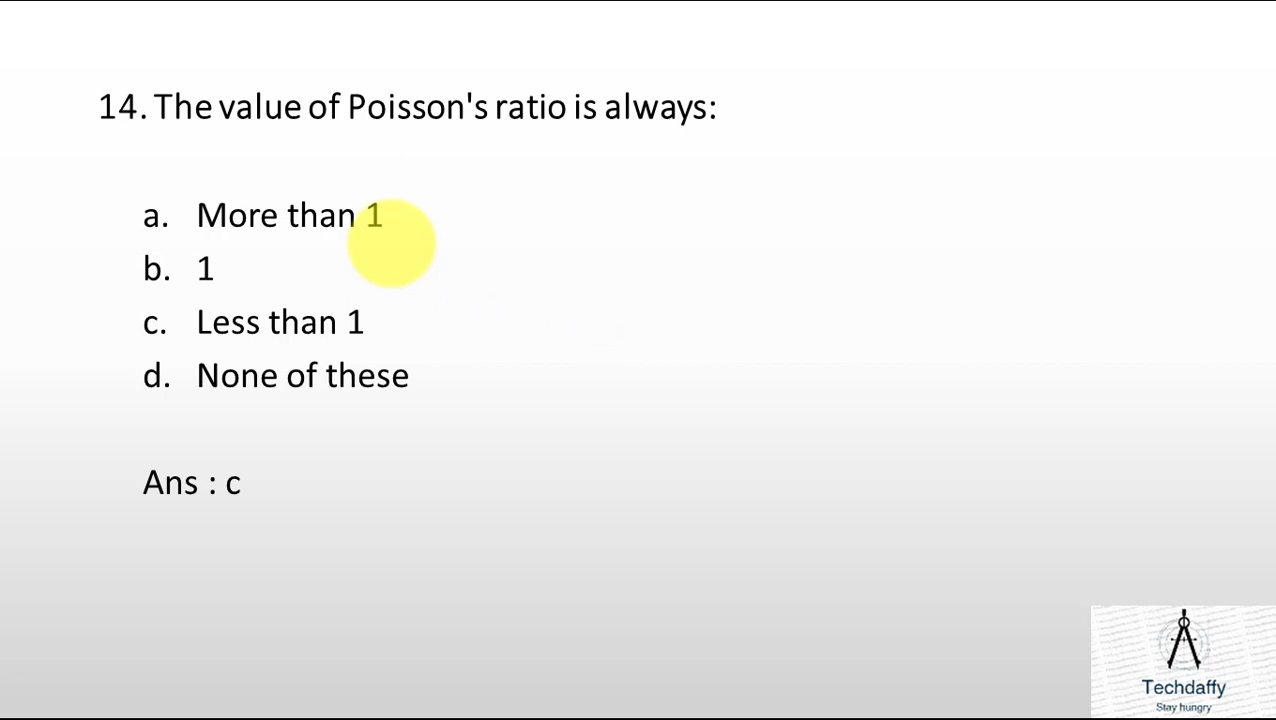 14. The value of Poisson's ratio is always:
a. More than 1
b. 1
c. Less than 1
d. None of these
Ans : c
Techdaffy
Stay hungry